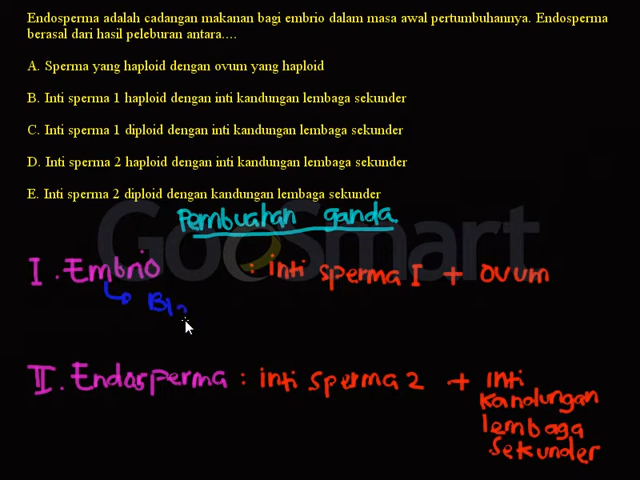 Endosperma adalah cadangan makanan bagi embrio dalam masa awal pertumbuhannya. Endosperma
berasal dari hasil peleburan antara....
A. Sperma yang haploid dengan ovum yang haploid
B. Inti sperma 1 haploid dengan inti kandungan lembaga sekunder
C. Inti sperma 1 diploid dengan inti kandungan lembaga sekunder
D. Inti sperma 2 haploid dengan inti kandungan lembaga sekunder
E. Inti sperma 2 diploid dengan kandungan lembaga sekunder
Pembuahan ganda
I. Embrio : inti sperma I + ovum
II. Endosperma : inti sperma 2 + inti
kandungan
lembaga
sekunder